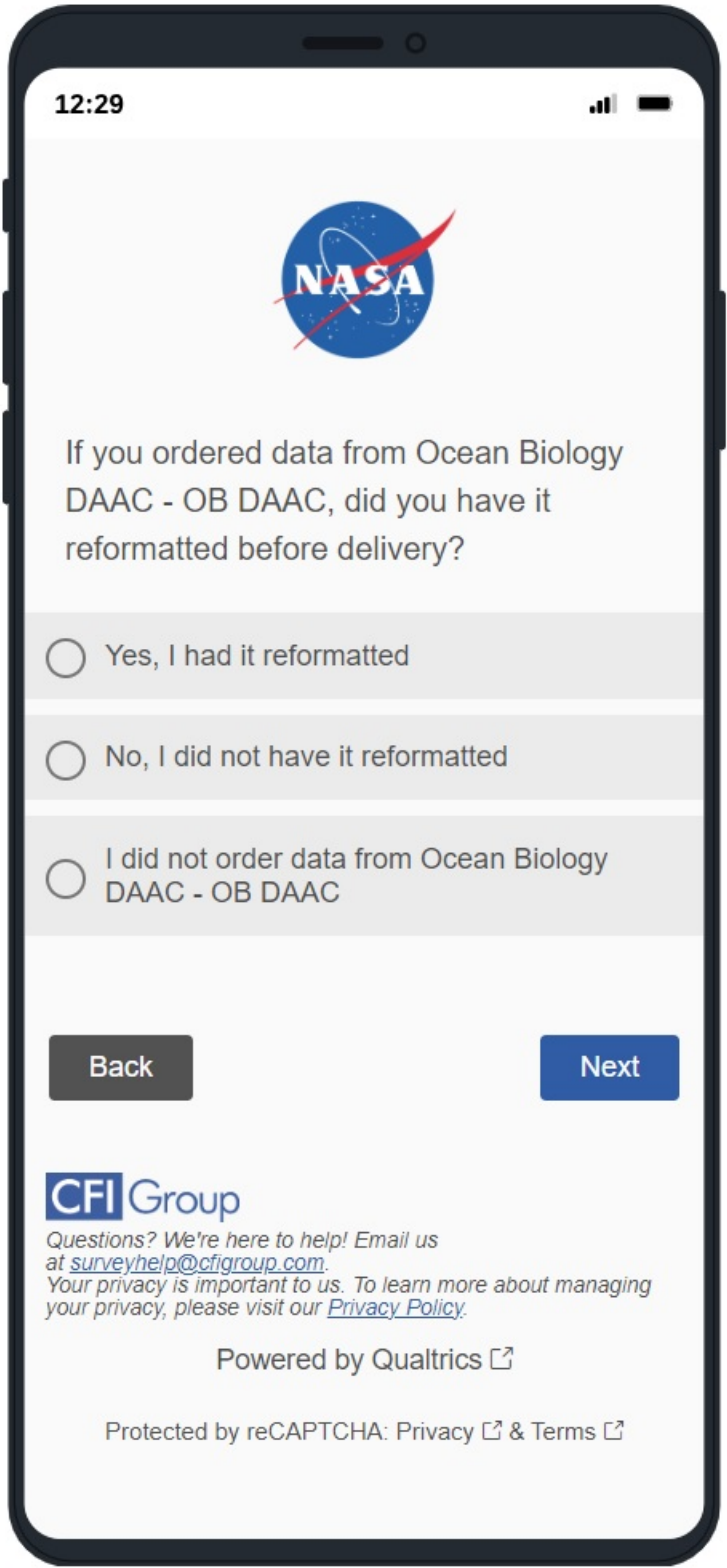 12:29
NASA
If you ordered data from Ocean Biology
DAAC - OB DAAC, did you have it
reformatted before delivery?
Yes, I had it reformatted
No, I did not have it reformatted
I did not order data from Ocean Biology
DAAC - OB DAAC
Back
Next
CFI Group
Questions? We're here to help! Email us
at surveyhelp@cfigroup.com.
Your privacy is important to us. To learn more about managing
your privacy, please visit our Privacy Policy.
Powered by Qualtrics
Protected by reCAPTCHA: Privacy & Terms